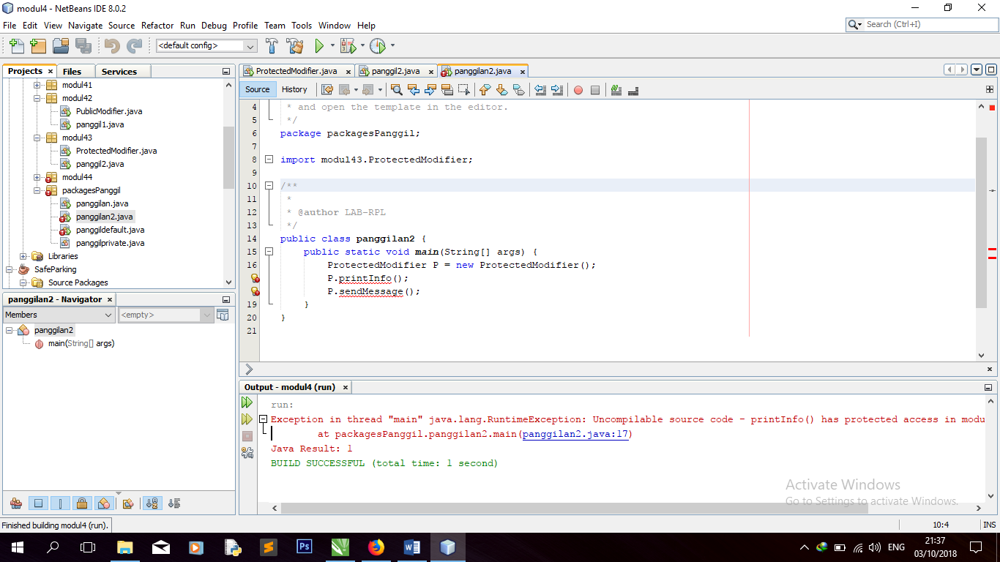 modul4 - NetBeans IDE 8.0.2
File Edit View Navigate Source Refactor Run Debug Profile Team Tools Window Help
Search (Ctrl+I)
<default config>
Projects Files Services
modul41
modul42
PublicModifier.java
panggil1.java
modul43
ProtectedModifier.java
panggil2.java
modul44
packagesPanggil
panggilan.java
panggilan2.java
panggildefault.java
panggilprivate.java
Libraries
SafeParking
Source Packages
panggilan2 - Navigator
Members <empty>
panggilan2
main(String[] args)
ProtectedModifier.java panggil2.java panggilan2.java
Source History
4 * and open the template in the editor.
5 */
6 package packagesPanggil;
7
8 import modul43.ProtectedModifier;
9
10 /**
11 *
12 * @author LAB-RPL
13 */
14 public class panggilan2 {
15 public static void main(String[] args) {
16 ProtectedModifier P = new ProtectedModifier();
P.printInfo();
P.sendMessage();
19 }
20 }
21
Output - modul4 (run)
run:
Exception in thread "main" java.lang.RuntimeException: Uncompilable source code - printInfo() has protected access in modu
at packagesPanggil.panggilan2.main(panggilan2.java:17)
Java Result: 1
BUILD SUCCESSFUL (total time: 1 second)
Activate Windows
Go to Settings to activate Windows.
Finished building modul4 (run).
10:4 INS
Ps
ENG
21:37
03/10/2018